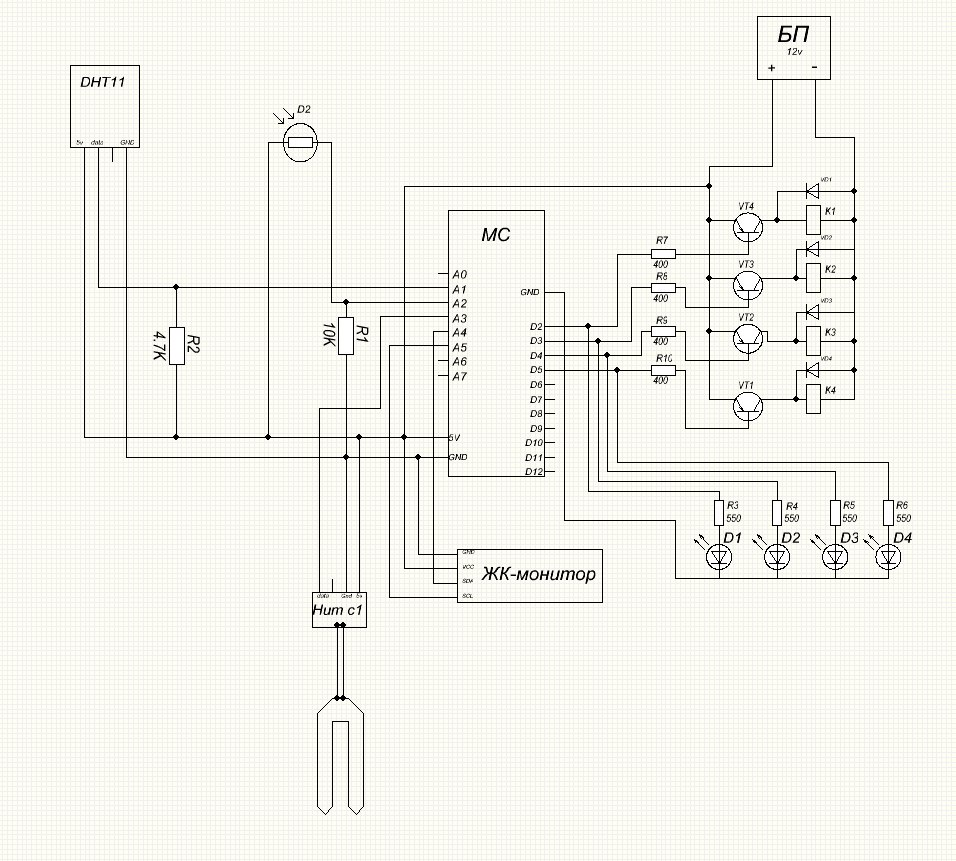 БП
12v
+ -
DHT11
5v data GND
D2
VD1
K1
VT4
R7
400
VD2
K2
VT3
R8
400
VD3
K3
VT2
R9
400
VD4
K4
VT1
R10
400
МС
A0
A1
A2
A3
A4
A5
A6
A7
5V
GND
GND
D2
D3
D4
D5
D6
D7
D8
D9
D10
D11
D12
R2
4.7K
R1
10K
R3
550
R4
550
R5
550
R6
550
D1
D2
D3
D4
GND
VCC
SDA
SCL
ЖК-монитор
data Gnd 5v
Hum c1